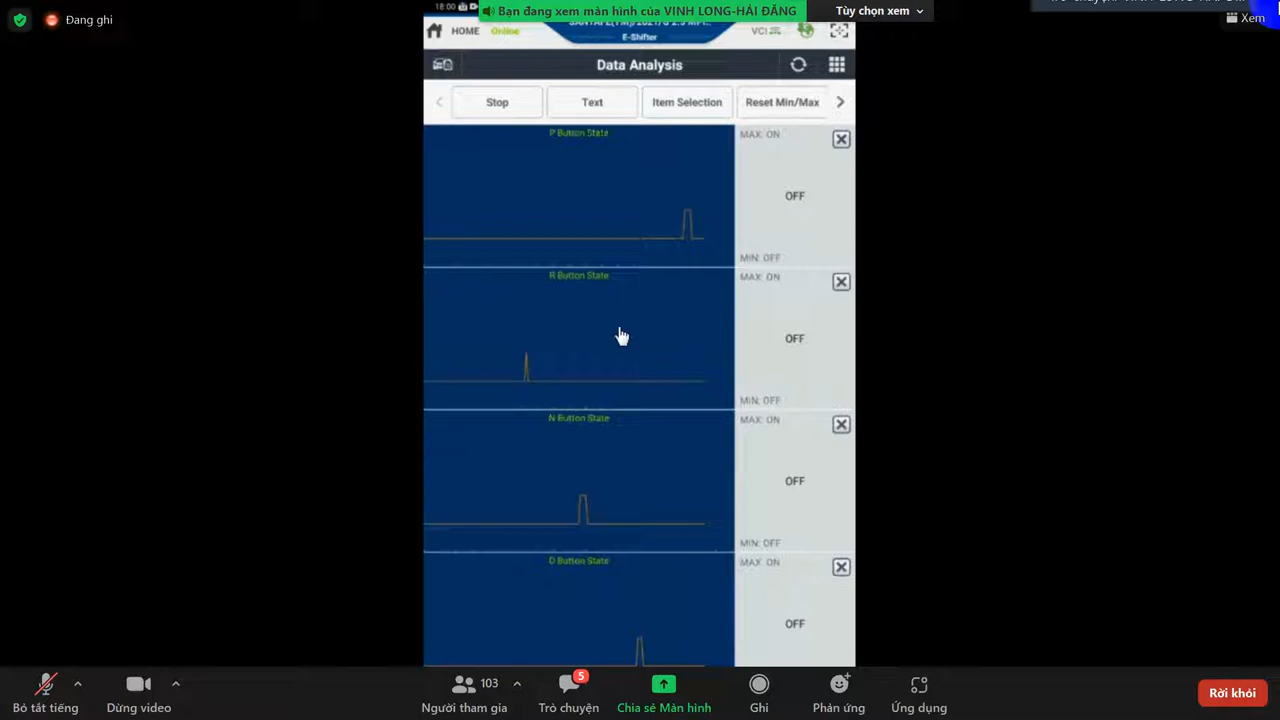 Đang ghi
18:00
Bạn đang xem màn hình của VINH LONG-HẢI ĐĂNG
Tùy chọn xem
Xem
E-Shifter
HOME
Online
VCI
Data Analysis
Stop
Text
Item Selection
Reset Min/Max
P Button State
MAX: ON
OFF
MIN: OFF
R Button State
MAX: ON
OFF
MIN: OFF
N Button State
MAX: ON
OFF
MIN: OFF
D Button State
MAX: ON
OFF
Bỏ tắt tiếng
Dừng video
103
Người tham gia
5
Trò chuyện
Chia sẻ Màn hình
Ghi
Phản ứng
Ứng dụng
Rời khỏi